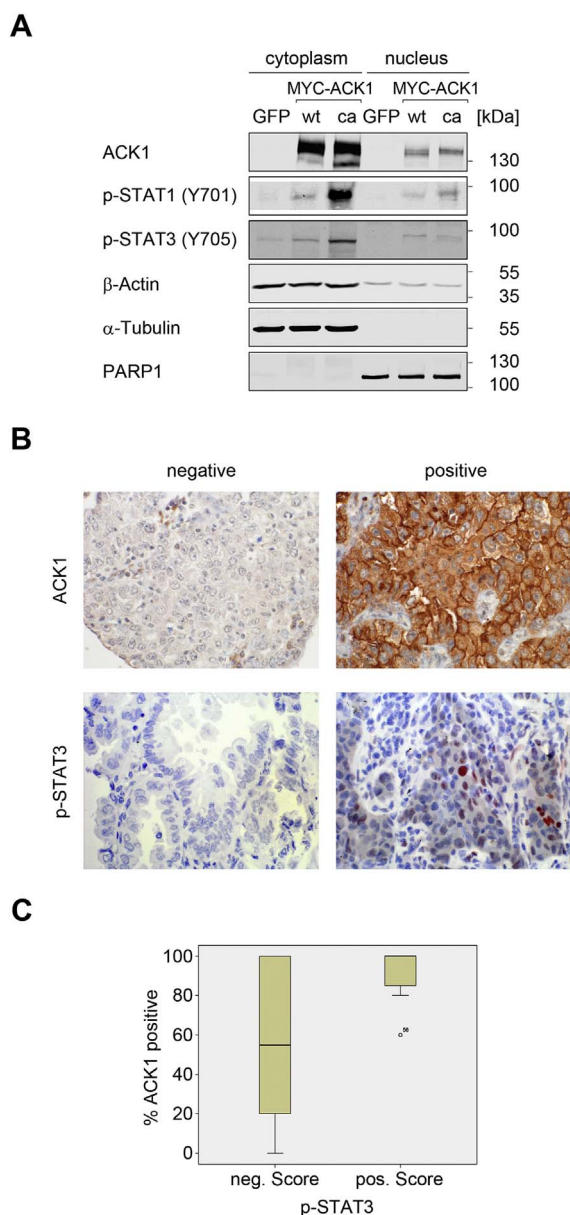 A
cytoplasm nucleus
MYC-ACK1 MYC-ACK1
GFP wt ca GFP wt ca [kDa]
ACK1
130
p-STAT1 (Y701)
100
p-STAT3 (Y705)
100
β-Actin
55
35
α-Tubulin
55
PARP1
130
100
B
negative positive
ACK1
p-STAT3
C
% ACK1 positive
100
80
60
40
20
0
56
neg. Score pos. Score
p-STAT3